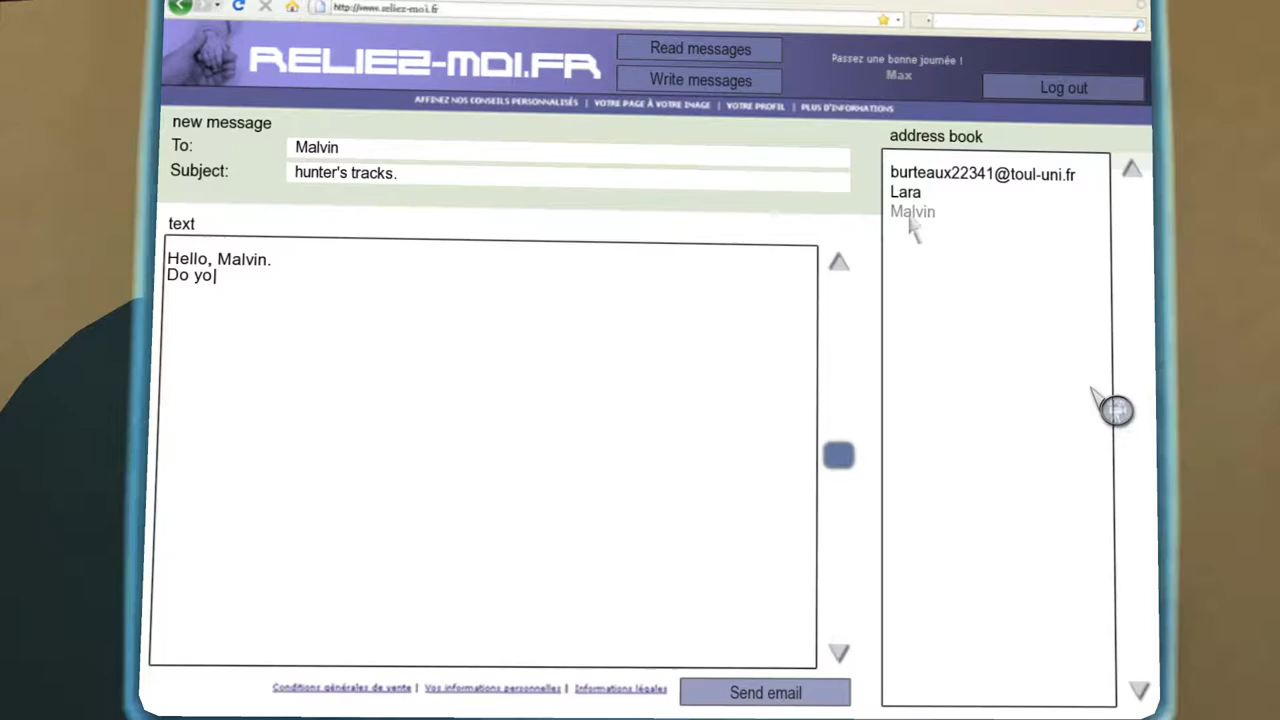 http://www.reliez-moi.fr
RELIEZ-MOI.FR
Read messages
Write messages
Passez une bonne journée !
Max
Log out
AFFINEZ NOS CONSEILS PERSONNALISÉS | VOTRE PAGE À VOTRE IMAGE | VOTRE PROFIL | PLUS D'INFORMATIONS
new message
To: Malvin
Subject: hunter's tracks.
address book
burteaux22341@toul-uni.fr
Lara
Malvin
text
Hello, Malvin.
Do yo
Conditions générales de vente | Vos informations personnelles | Informations légales
Send email